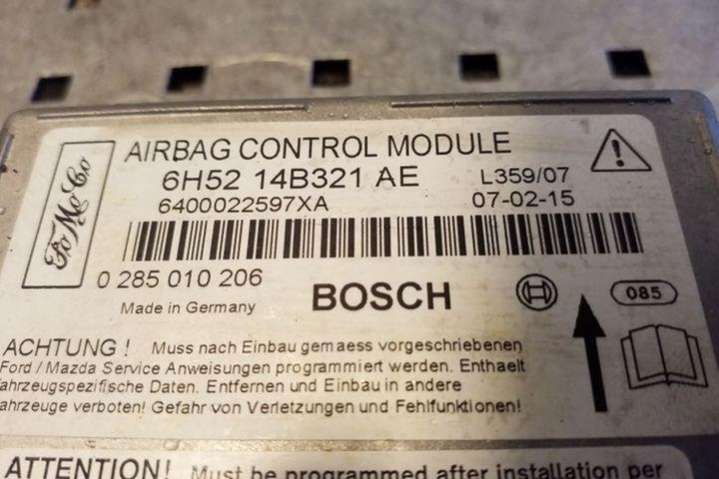 FoMoCo
AIRBAG CONTROL MODULE
6H52 14B321 AE L359/07
6400022597XA 07-02-15
0 285 010 206
Made in Germany BOSCH 085
ACHTUNG ! Muss nach Einbau gemaess vorgeschriebenen
Ford / Mazda Service Anweisungen programmiert werden. Enthaelt
ahrzeugspezifische Daten. Entfernen und Einbau in andere
ahrzeuge verboten! Gefahr von Verletzungen und Fehlfunktionen!
ATTENTION! Must be programmed after installation per